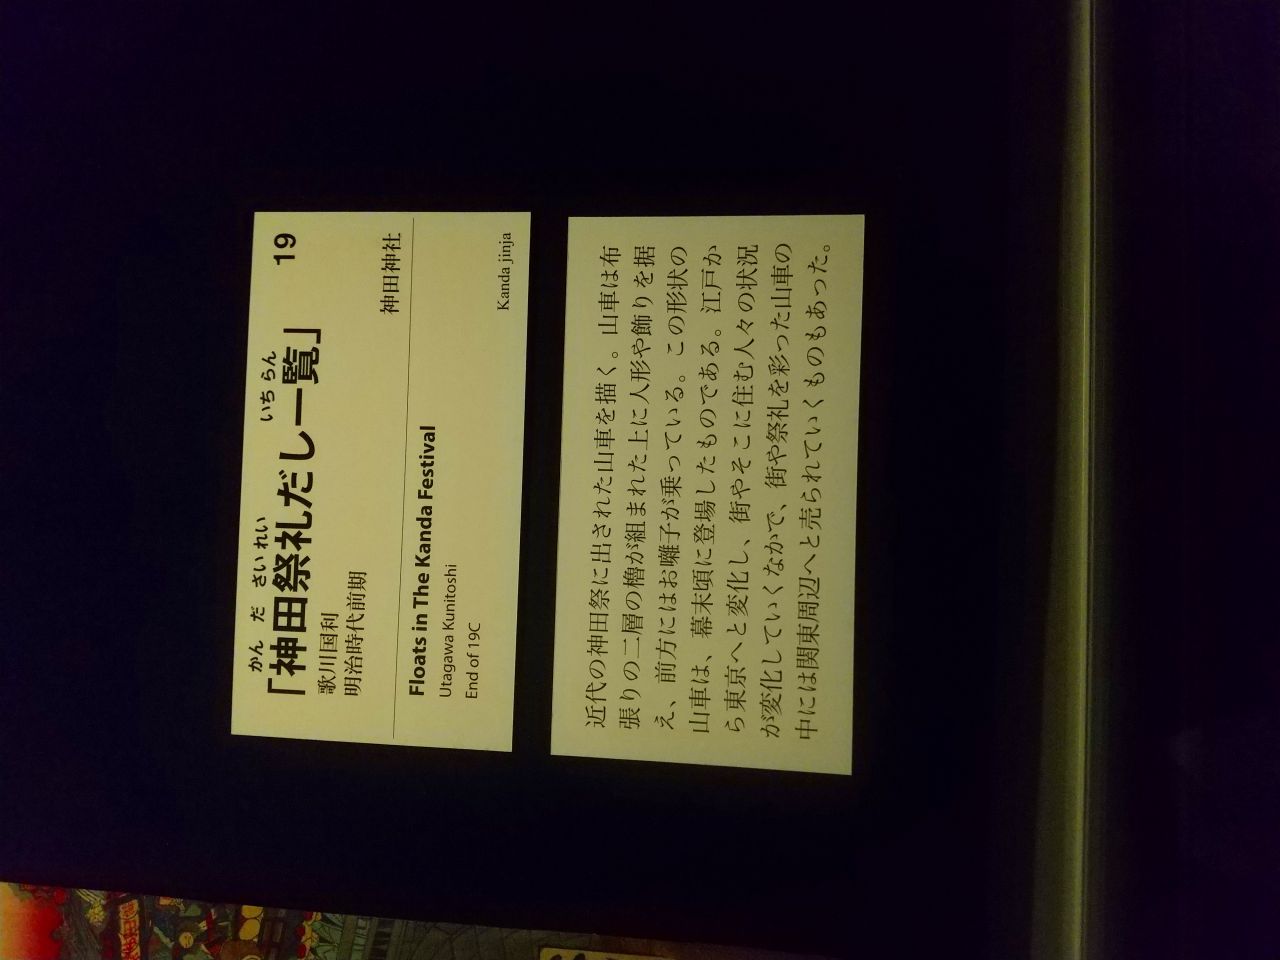 かん だ さい れい いち らん
「神田祭礼だし一覧」 19
歌川国利
明治時代前期
神田神社
Floats in The Kanda Festival
Utagawa Kunitoshi
End of 19C
Kanda jinja
近代の神田祭に出された山車を描く。山車は布
張りの二層の櫓が組まれた上に人形や飾りを据
え、前方にはお囃子が乗っている。この形状の
山車は、幕末頃に登場したものである。江戸か
ら東京へと変化し、街やそこに住む人々の状況
が変化していくなかで、街や祭礼を彩った山車の
中には関東周辺へと売られていくものもあった。